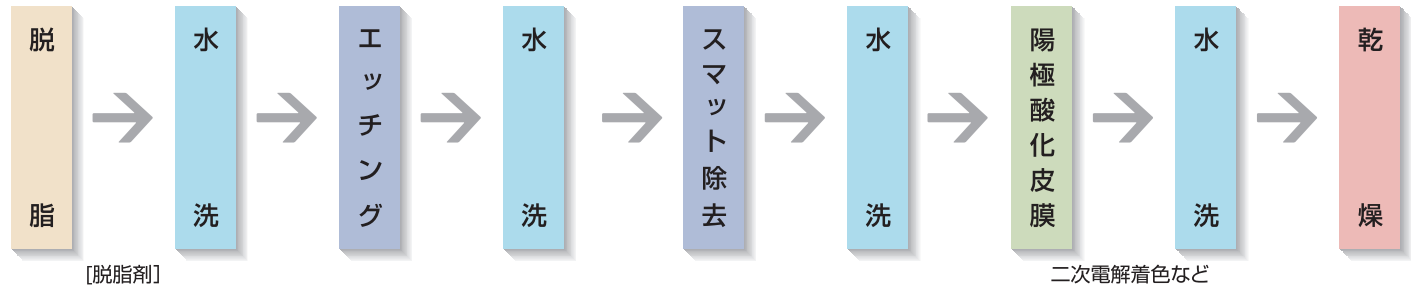 脱脂
水洗
エッチング
水洗
スマット除去
水洗
陽極酸化皮膜
水洗
乾燥
[脱脂剤]
二次電解着色など